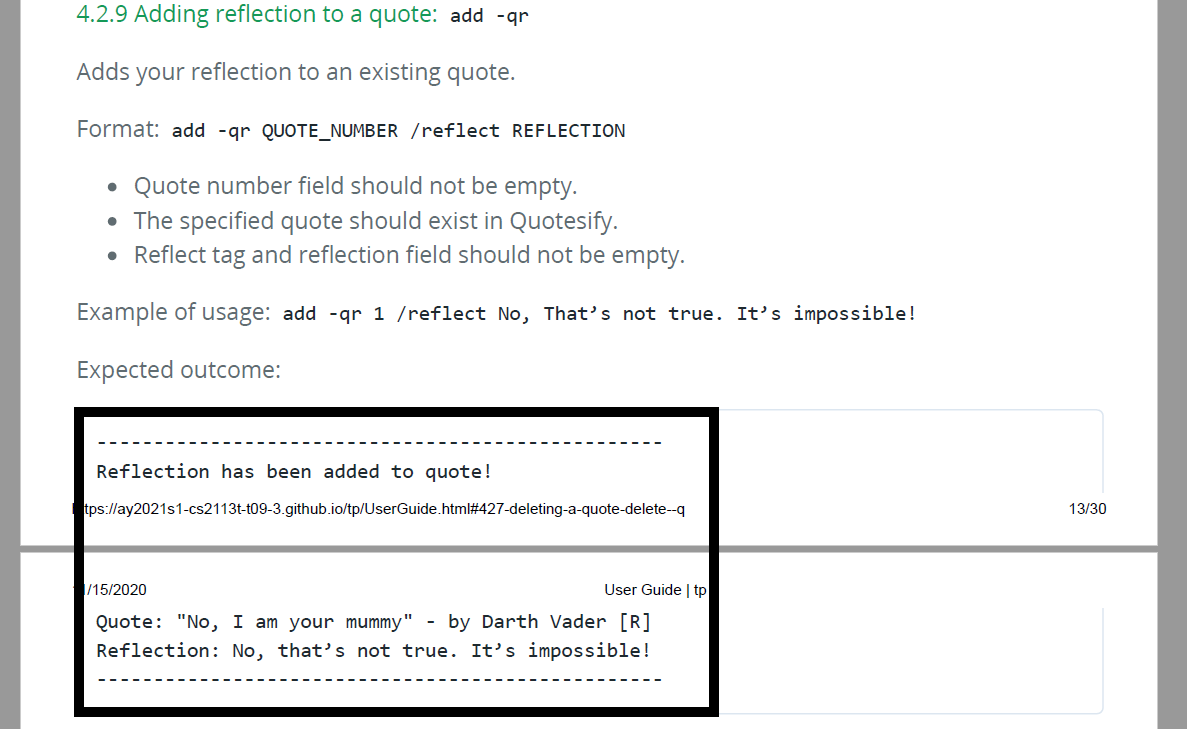 4.2.9 Adding reflection to a quote: add -qr
Adds your reflection to an existing quote.
Format: add -qr QUOTE_NUMBER /reflect REFLECTION
• Quote number field should not be empty.
• The specified quote should exist in Quotesify.
• Reflect tag and reflection field should not be empty.
Example of usage: add -qr 1 /reflect No, That’s not true. It’s impossible!
Expected outcome:
--------------------------------------------------
Reflection has been added to quote!
https://ay2021s1-cs2113t-t09-3.github.io/tp/UserGuide.html#427-deleting-a-quote-delete--q 13/30
/15/2020 User Guide | tp
Quote: "No, I am your mummy" - by Darth Vader [R]
Reflection: No, that’s not true. It’s impossible!
--------------------------------------------------